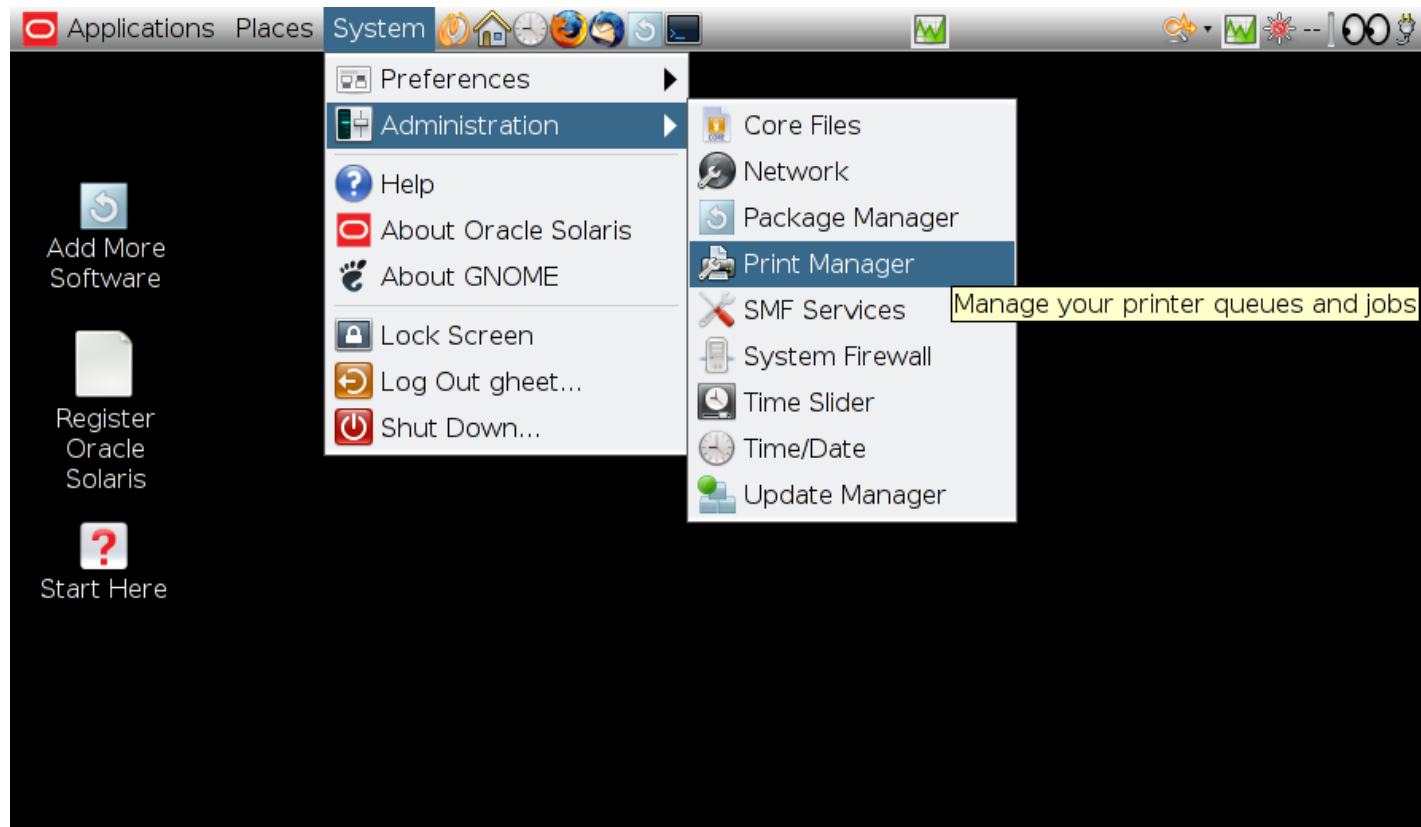 Applications Places System
Preferences
Administration
Help
About Oracle Solaris
About GNOME
Lock Screen
Log Out gheet...
Shut Down...
Core Files
Network
Package Manager
Print Manager
SMF Services
System Firewall
Time Slider
Time/Date
Update Manager
Manage your printer queues and jobs
Add More
Software
Register
Oracle
Solaris
Start Here
--